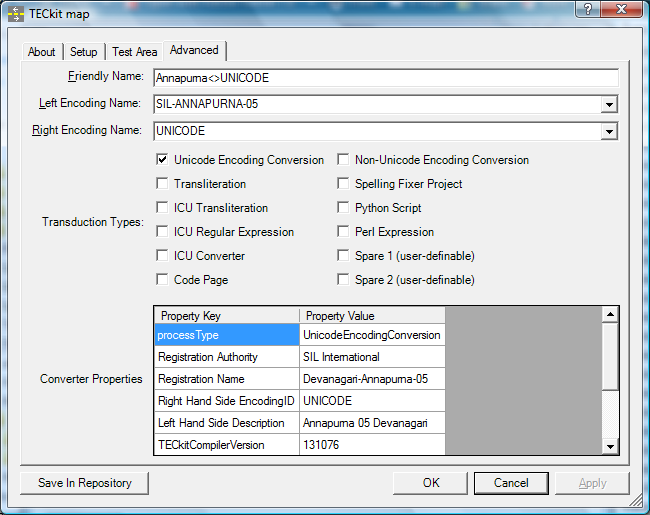 TECkit map
About Setup Test Area Advanced
Friendly Name: Annapurna<>UNICODE
Left Encoding Name: SIL-ANNAPURNA-05
Right Encoding Name: UNICODE
Unicode Encoding Conversion Non-Unicode Encoding Conversion
Transliteration Spelling Fixer Project
ICU Transliteration Python Script
Transduction Types:
ICU Regular Expression Perl Expression
ICU Converter Spare 1 (user-definable)
Code Page Spare 2 (user-definable)
Property Key Property Value
processType UnicodeEncodingConversion
Registration Authority SIL International
Converter Properties
Registration Name Devanagari-Annapurna-05
Right Hand Side EncodingID UNICODE
Left Hand Side Description Annapurna 05 Devanagari
TECkitCompilerVersion 131076
Save In Repository OK Cancel Apply